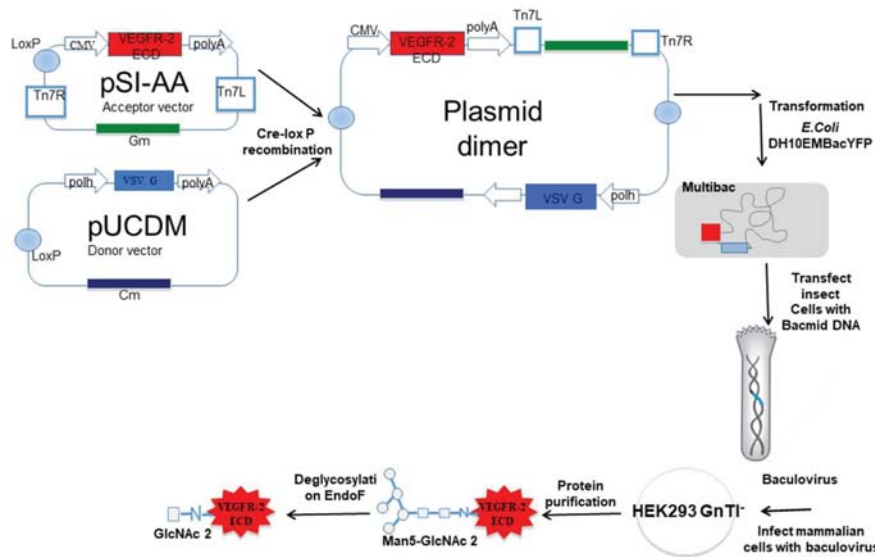 LoxP
CMV
VEGFR-2
ECD
polyA
pSI-AA
Acceptor vector
Tn7R
Tn7L
Gm
Cre-lox P
recombination
polh
VSV G
polyA
pUCDM
Donor vector
LoxP
Cm
CMV
VEGFR-2
ECD
polyA
Tn7L
Tn7R
Plasmid
dimer
VSV G
polh
Transformation
E.Coli
DH10EMBacYFP
Multibac
Transfect
insect
Cells with
Bacmid DNA
Baculovirus
Infect mammalian
cells with baculovirus
HEK293 GnTI-
Protein
purification
VEGFR-2
ECD
N
Man5-GlcNAc 2
Deglycosylati
on EndoF
VEGFR-2
ECD
N
GlcNAc 2